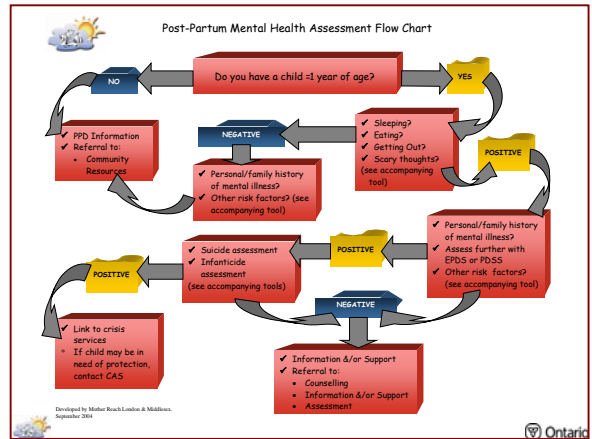 Post-Partum Mental Health Assessment Flow Chart
Do you have a child =1 year of age?
NO
YES
✓ PPD Information
✓ Referral to:
• Community
Resources
NEGATIVE
✓ Sleeping?
✓ Eating?
✓ Getting Out?
✓ Scary thoughts?
(see accompanying
tool)
POSITIVE
✓ Personal/family history
of mental illness?
✓ Other risk factors? (see
accompanying tool)
✓ Personal/family history
of mental illness?
✓ Assess further with
EPDS or PDSS
✓ Other risk factors?
(see accompanying tool)
POSITIVE
✓ Suicide assessment
✓ Infanticide
assessment
(see accompanying tools)
POSITIVE
NEGATIVE
✓ Link to crisis
services
+ If child may be in
need of protection,
contact CAS
✓ Information &/or Support
✓ Referral to:
• Counselling
• Information &/or Support
• Assessment
Developed by Mother Reach London & Middlesex.
September 2004
Ontario